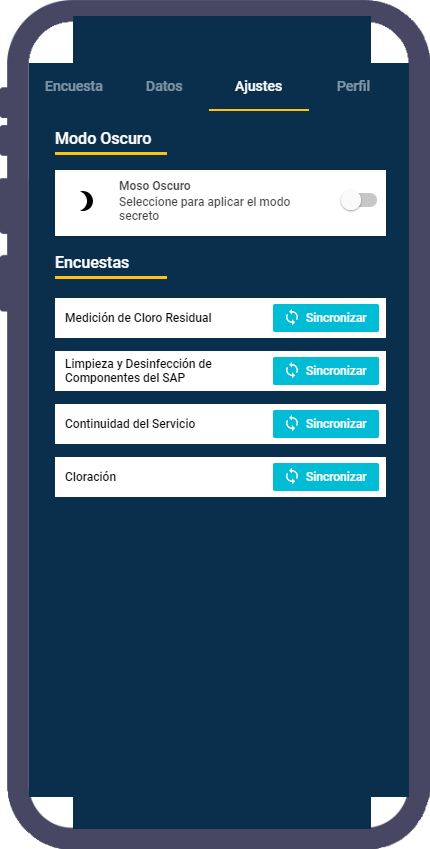 Encuesta Datos Ajustes Perfil
Modo Oscuro
Moso Oscuro
Seleccione para aplicar el modo
secreto
Encuestas
Medición de Cloro Residual Sincronizar
Limpieza y Desinfección de
Componentes del SAP Sincronizar
Continuidad del Servicio Sincronizar
Cloración Sincronizar